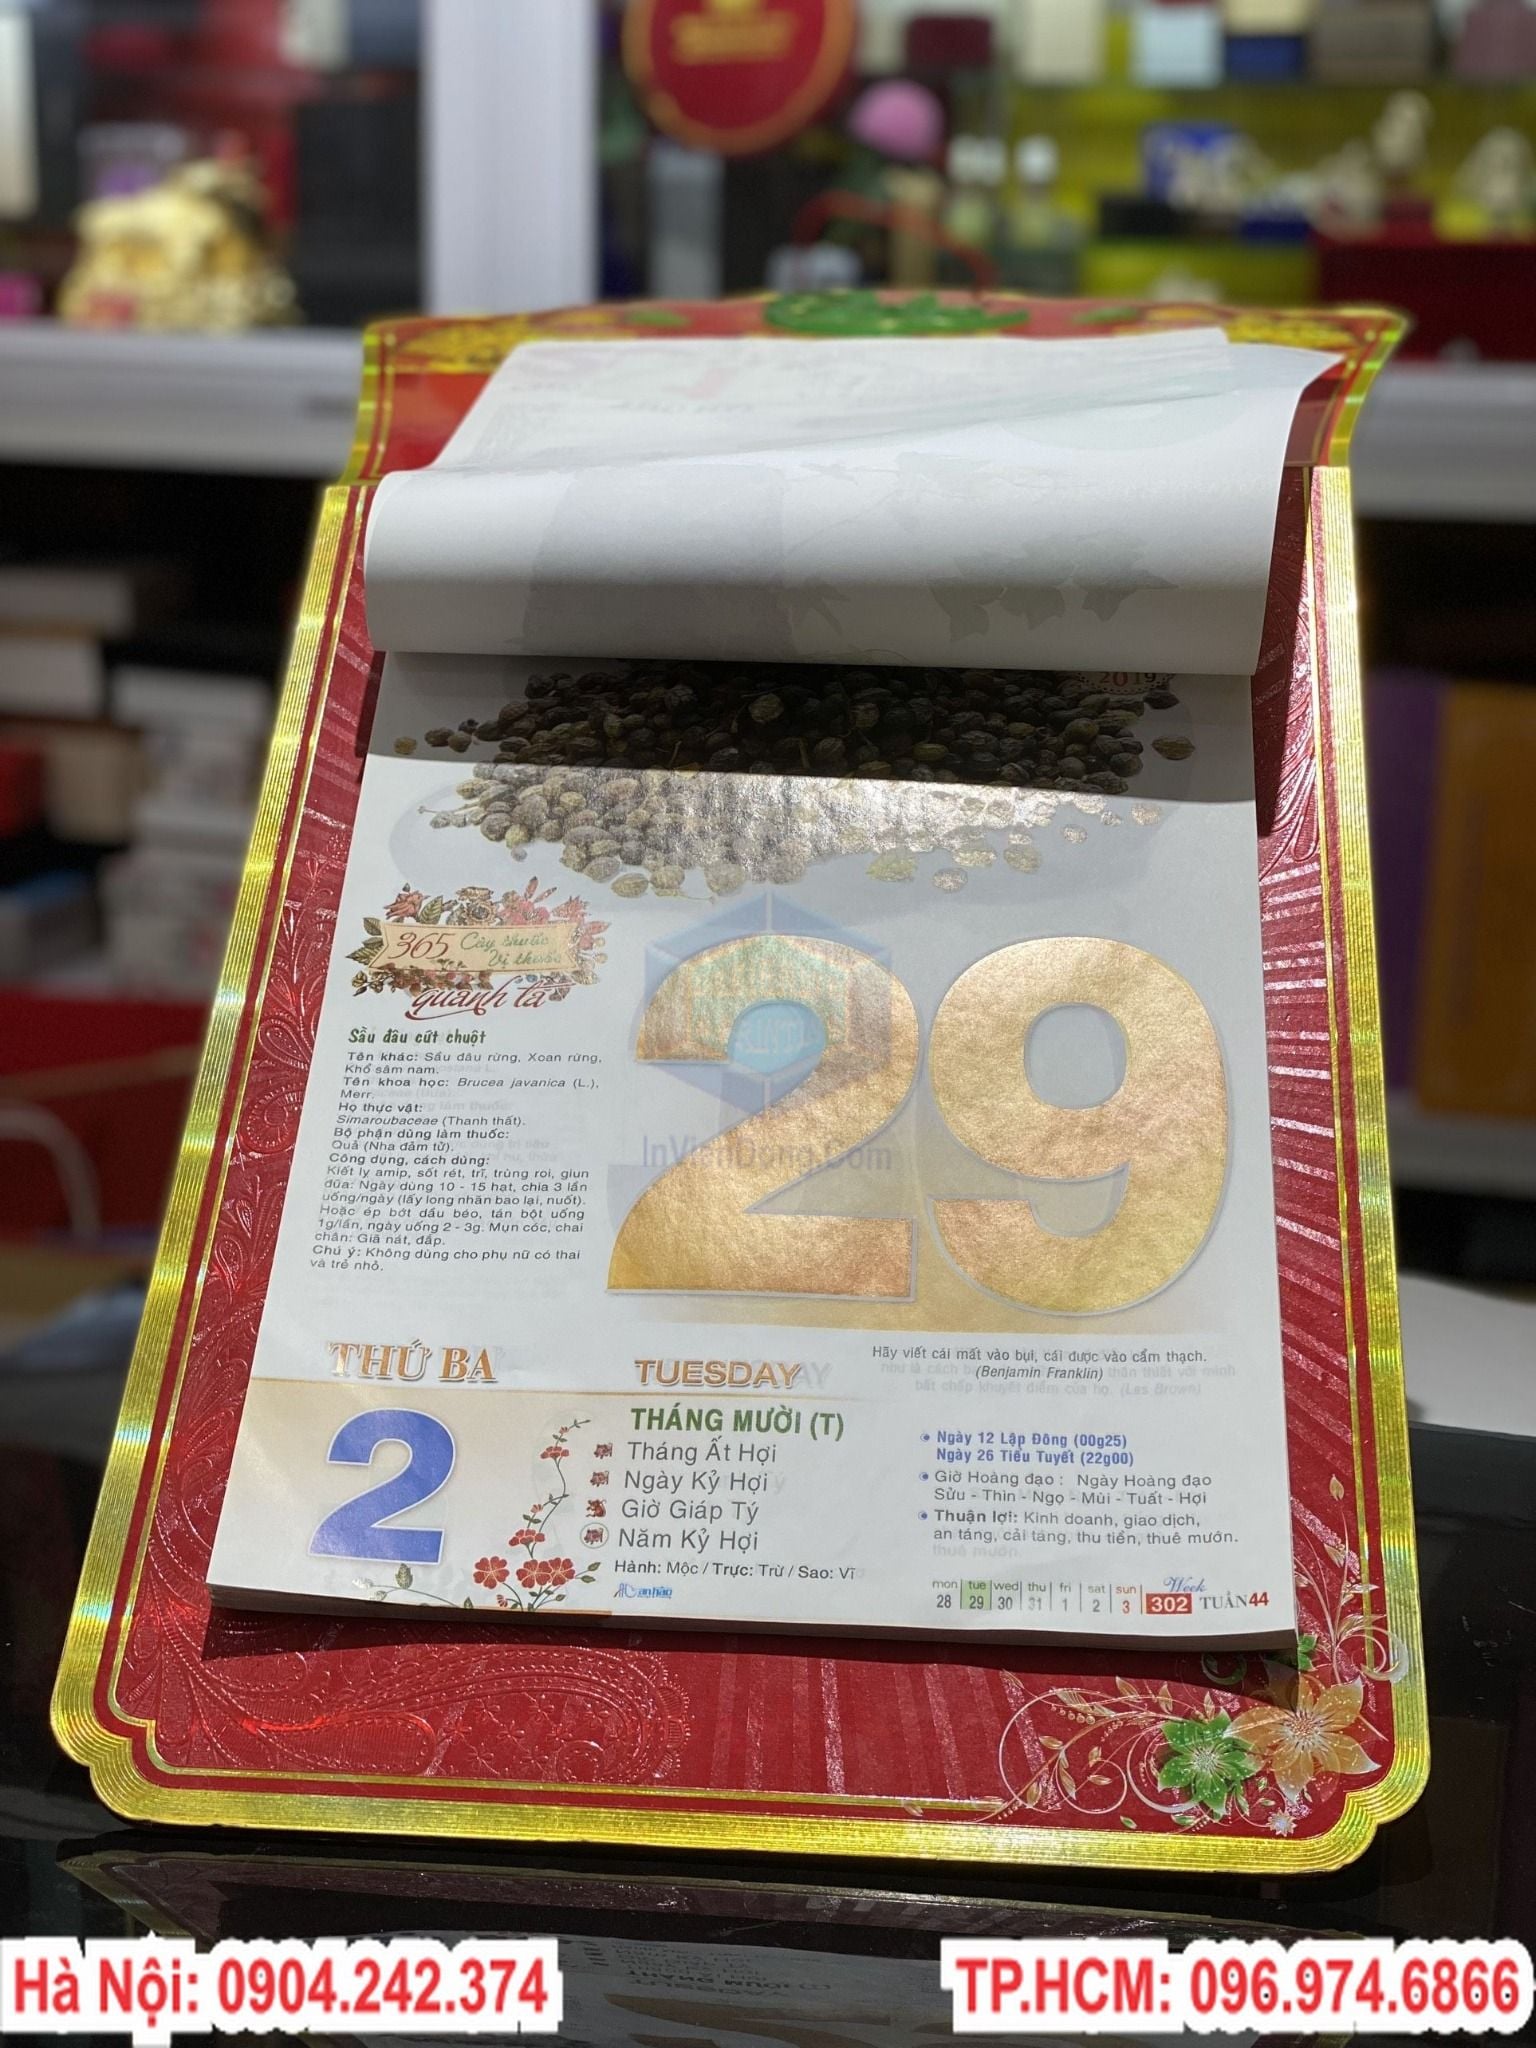 2019
365 Cây thuốc
Vị thuốc
quanh ta
Sầu đâu cứt chuột
Tên khác: Sầu đâu rừng, Xoan rừng,
Khổ sâm nam.
Tên khoa học: Brucea javanica (L.),
Merr.
Họ thực vật:
Simaroubaceae (Thanh thất).
Bộ phận dùng làm thuốc:
Quả (Nha đảm tử).
Công dụng, cách dùng:
Kiết lỵ amip, sốt rét, trĩ, trùng roi, giun
đũa: Ngày dùng 10 - 15 hạt, chia 3 lần
uống/ngày (lấy long nhãn bao lại, nuốt).
Hoặc ép bớt dầu béo, tán bột uống
1g/lần, ngày uống 2 - 3g. Mụn cóc, chai
chân: Giã nát, đắp.
Chú ý: Không dùng cho phụ nữ có thai
và trẻ nhỏ.
29
InVienDong.Com
THỨ BA
TUESDAY
Hãy viết cái mất vào bụi, cái được vào cẩm thạch.
(Benjamin Franklin)
2
THÁNG MƯỜI (T)
Tháng Ất Hợi
Ngày Kỷ Hợi
Giờ Giáp Tý
Năm Kỷ Hợi
Hành: Mộc / Trực: Trừ / Sao: Vĩ
an hảo
Ngày 12 Lập Đông (00g25)
Ngày 26 Tiểu Tuyết (22g00)
Giờ Hoàng đạo : Ngày Hoàng đạo
Sửu - Thìn - Ngọ - Mùi - Tuất - Hợi
Thuận lợi: Kinh doanh, giao dịch,
an táng, cải táng, thu tiền, thuê mướn.
mon tue wed thu fri sat sun Week
28 29 30 31 1 2 3 302 TUẦN 44
Hà Nội: 0904.242.374
TP.HCM: 096.974.6866